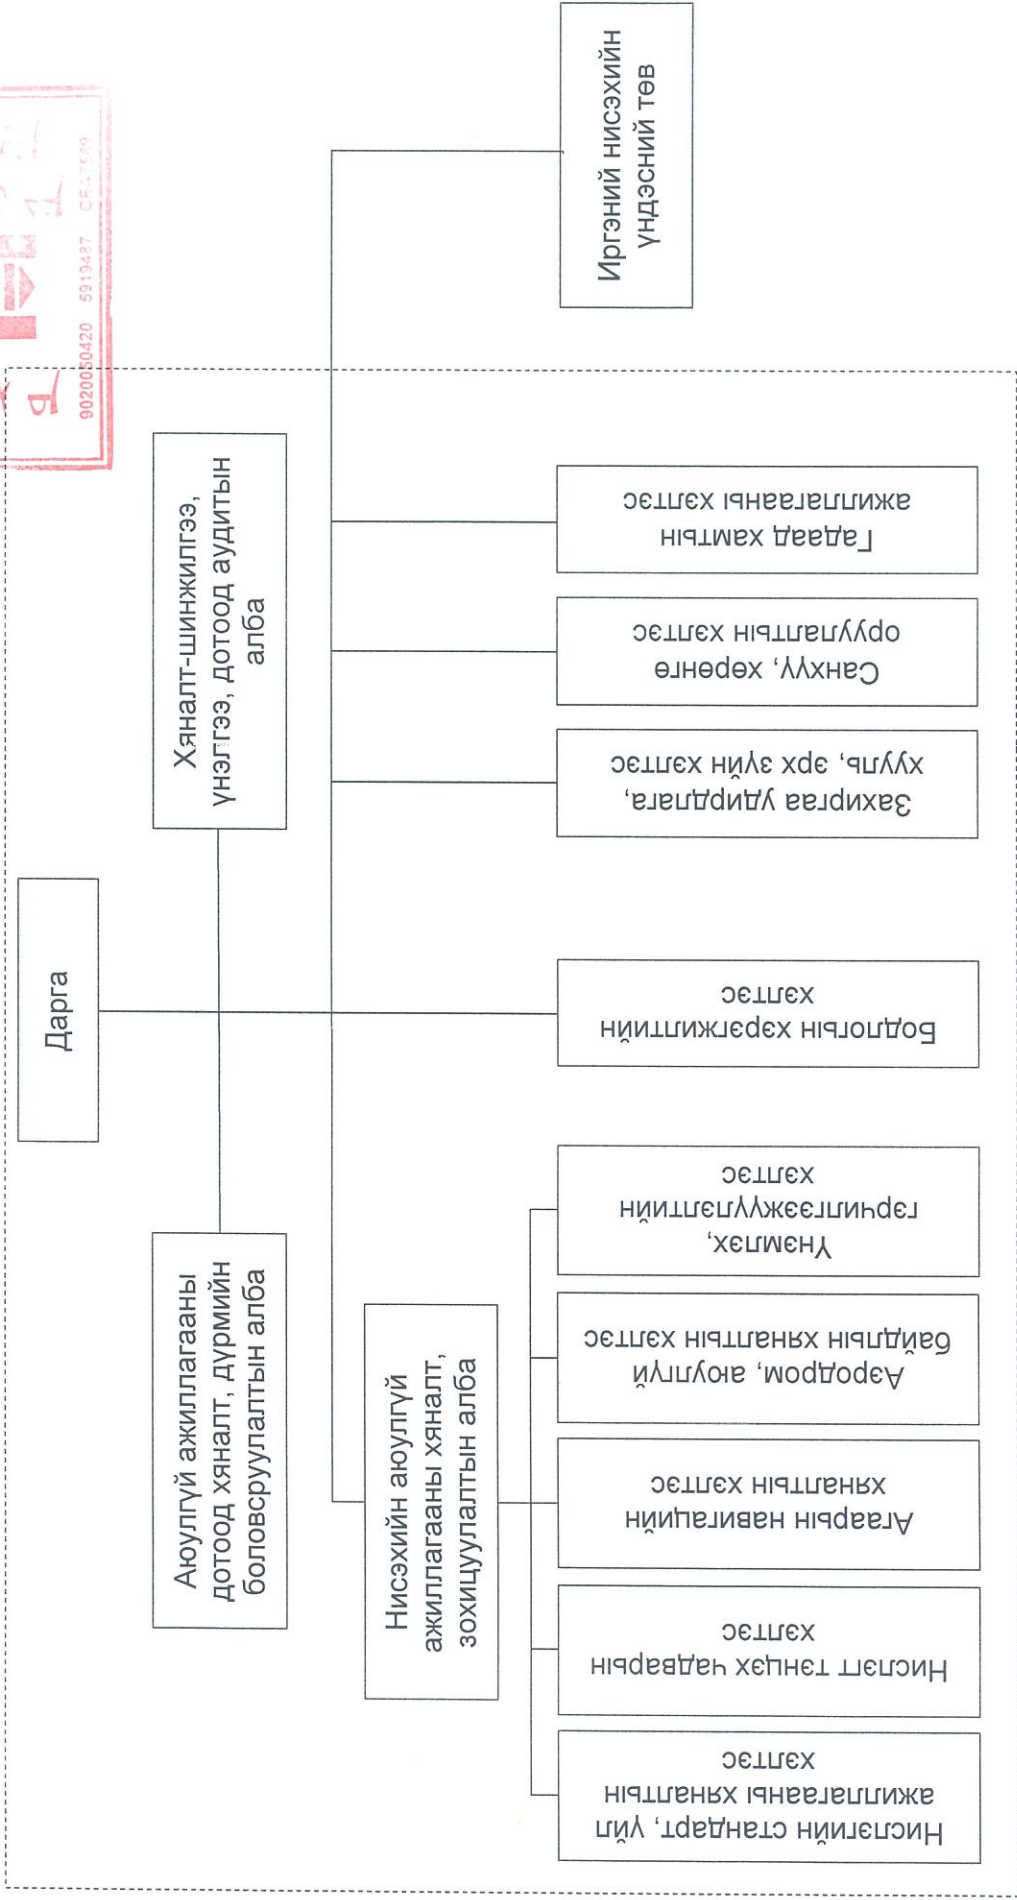 9020050420 5919487
Дарга
Аюулгүй ажиллагааны
дотоод хяналт, дүрмийн
боловсруулалтын алба
Хяналт-шинжилгээ,
үнэлгээ, дотоод аудитын
алба
Нисэхийн аюулгүй
ажиллагааны хяналт,
зохицуулалтын алба
Нислэгийн стандарт, үйл
ажиллагааны хяналтын
хэлтэс
Нислэгт тэнцэх чадварын
хэлтэс
Агаарын навигацийн
хяналтын хэлтэс
Аэродром, аюулгүй
байдлын хяналтын хэлтэс
Үнэмлэх,
гэрчилгээжүүлэлтийн
хэлтэс
Бодлогын хэрэгжилтийн
хэлтэс
Захиргаа удирдлага,
хууль, эрх зүйн хэлтэс
Санхүү, хөрөнгө
оруулалтын хэлтэс
Гадаад хамтын
ажиллагааны хэлтэс
Иргэний нисэхийн
үндэсний төв